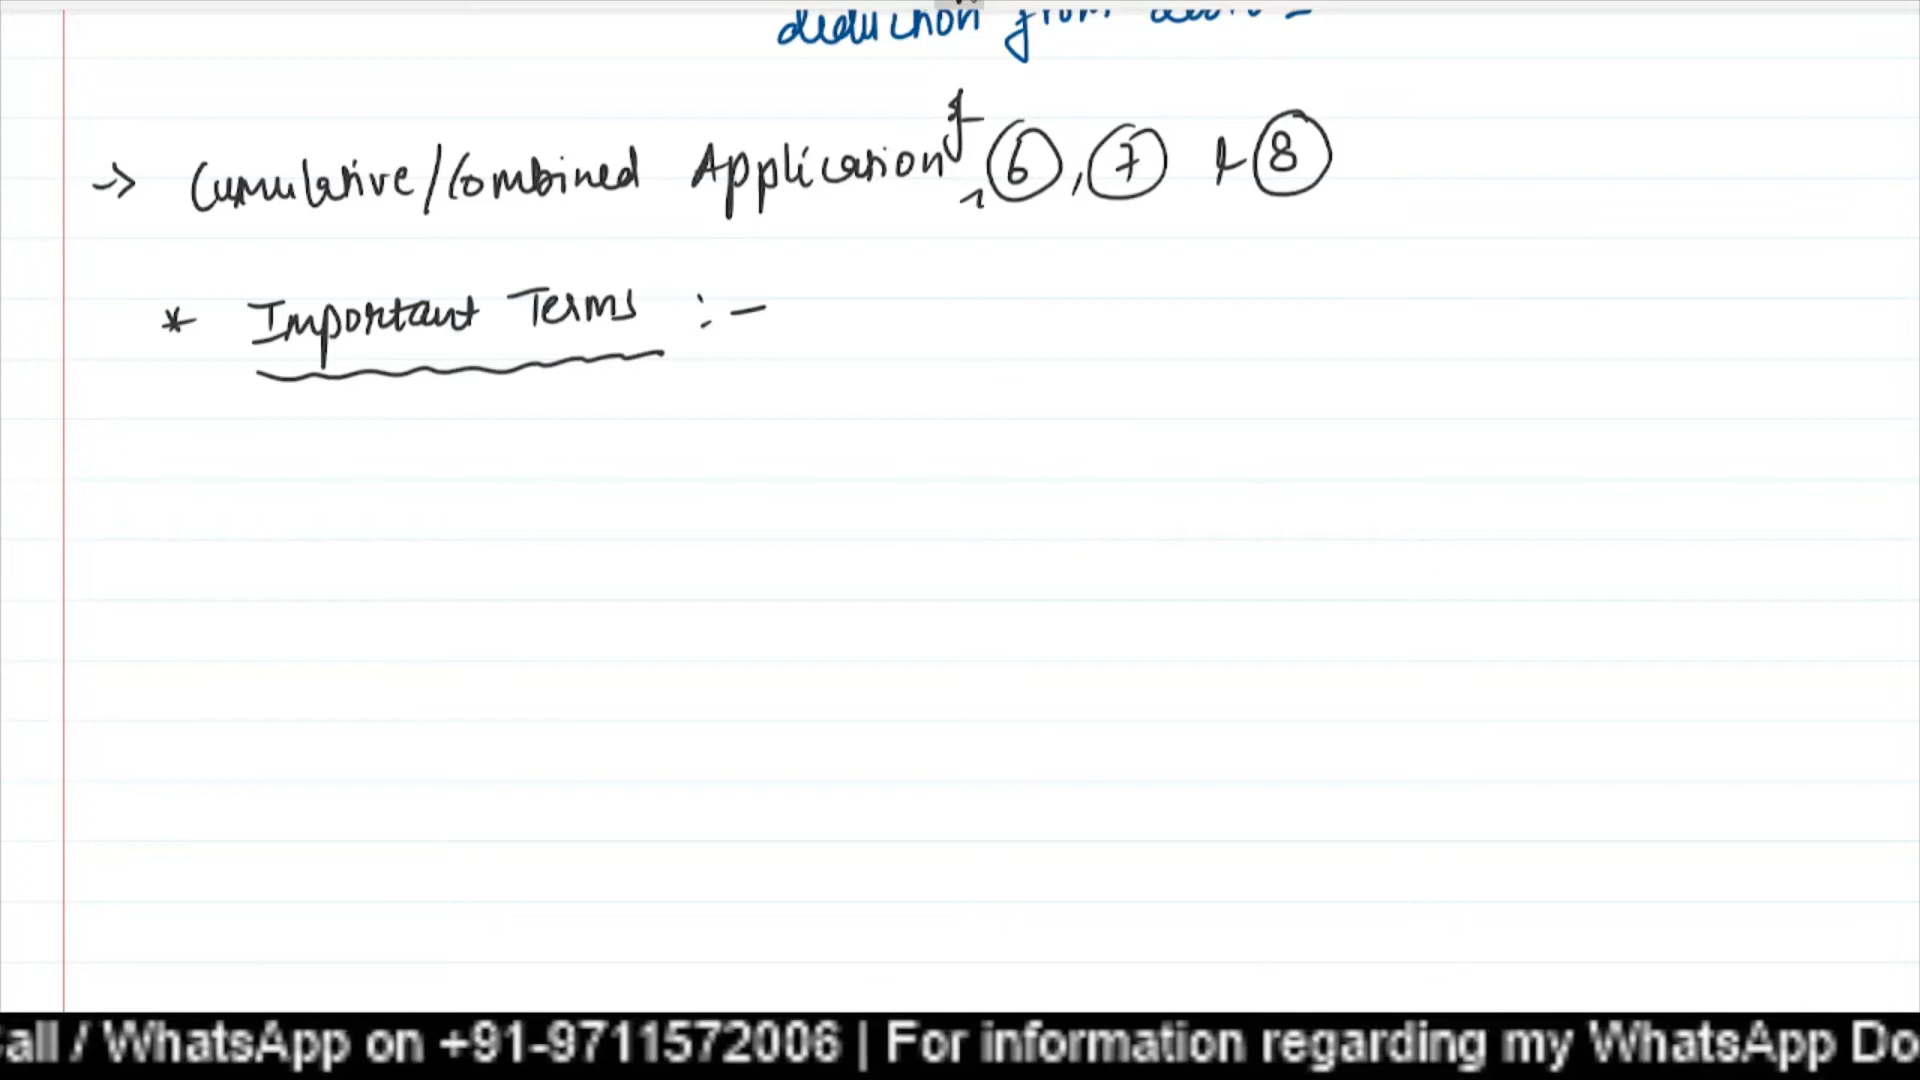 deduction from
→ Cumulative/Combined Application of 6, 7 & 8
* Important Terms :-
all / WhatsApp on +91-9711572006 | For information regarding my WhatsApp Do